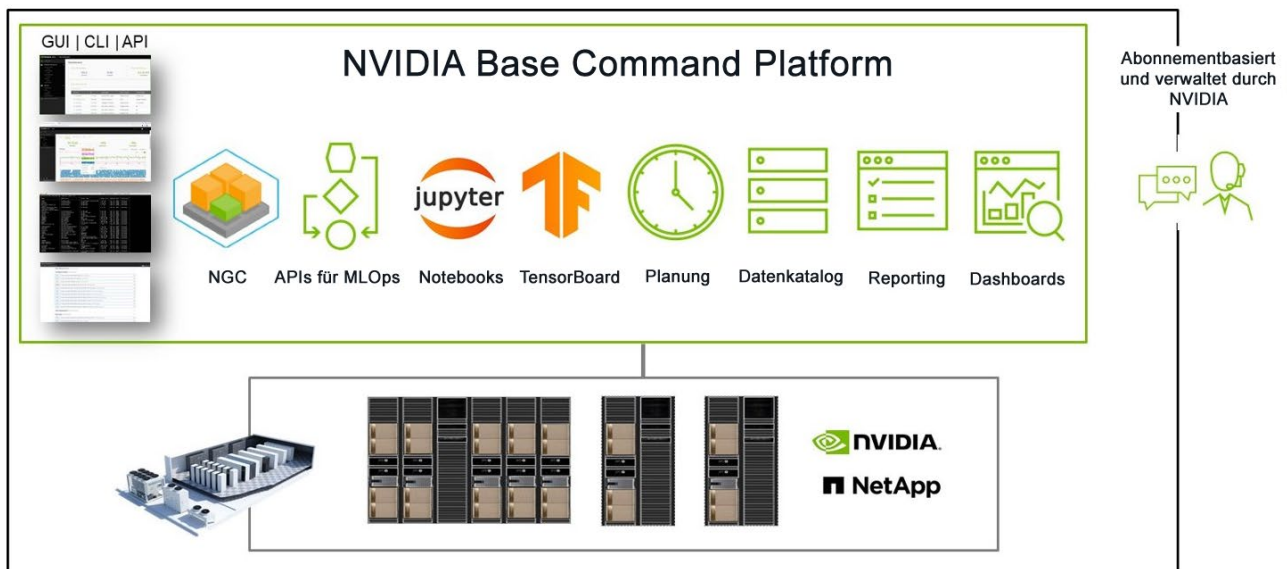 GUI | CLI | API
NVIDIA Base Command Platform
Abonnementbasiert
und verwaltet durch
NVIDIA
jupyter
NGC
APIs für MLOps
Notebooks
TensorBoard
Planung
Datenkatalog
Reporting
Dashboards
NVIDIA.
NetApp